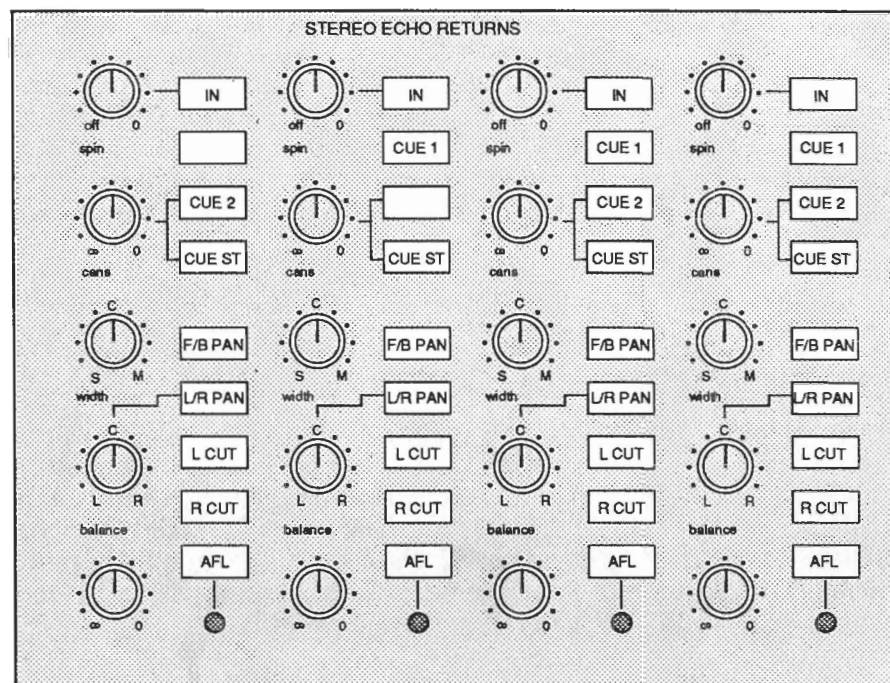 STEREO ECHO RETURNS
IN IN IN IN
off 0 off 0 off 0 off 0
spin spin spin spin
CUE 1 CUE 1 CUE 1
CUE 2 CUE 2 CUE 2
∞ 0 ∞ 0 ∞ 0 ∞ 0
CUE ST CUE ST CUE ST CUE ST
cans cans cans cans
C C C C
F/B PAN F/B PAN F/B PAN F/B PAN
S M S M S M S M
width L/R PAN width L/R PAN width L/R PAN width L/R PAN
C C C C
L CUT L CUT L CUT L CUT
L R L R L R L R
R CUT R CUT R CUT R CUT
balance balance balance balance
AFL AFL AFL AFL
∞ 0 ∞ 0 ∞ 0 ∞ 0